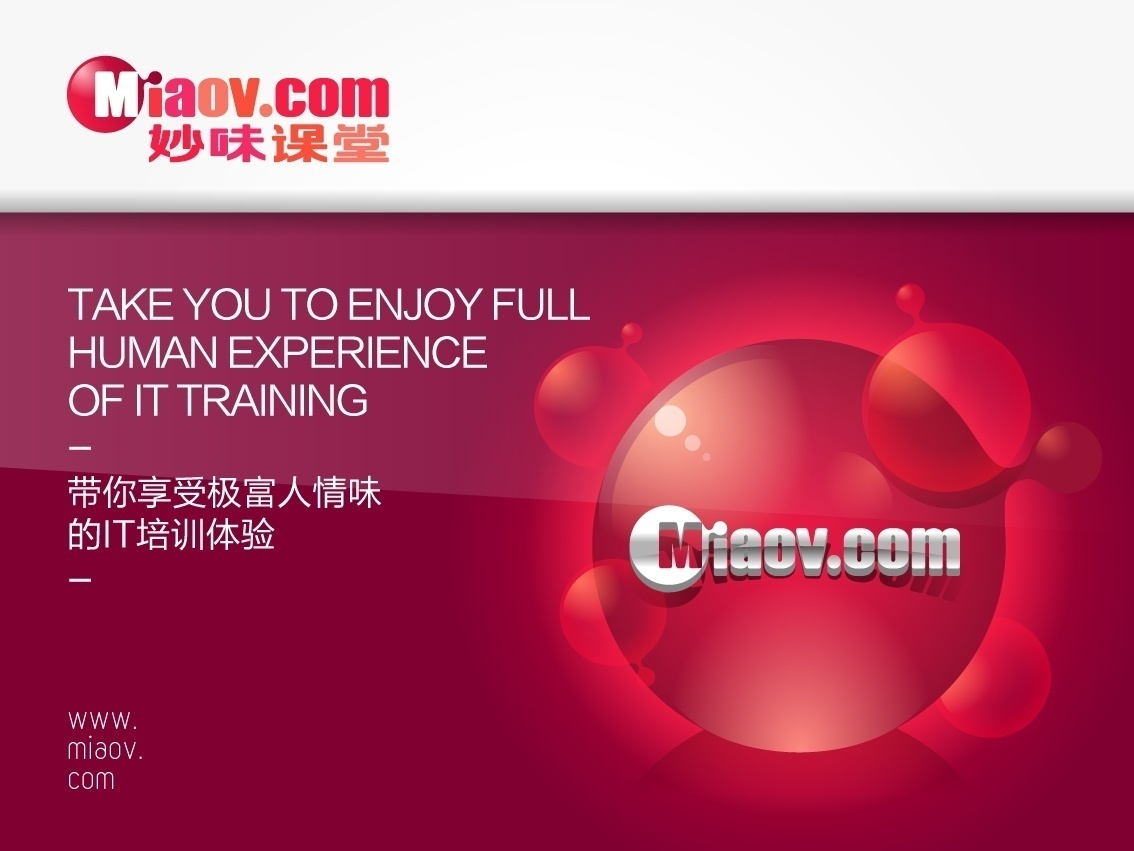 Miaov.com
妙味课堂
TAKE YOU TO ENJOY FULL
HUMAN EXPERIENCE
OF IT TRAINING
–
带你享受极富人情味
的IT培训体验
–
Miaov.com
www.
miaov.
com